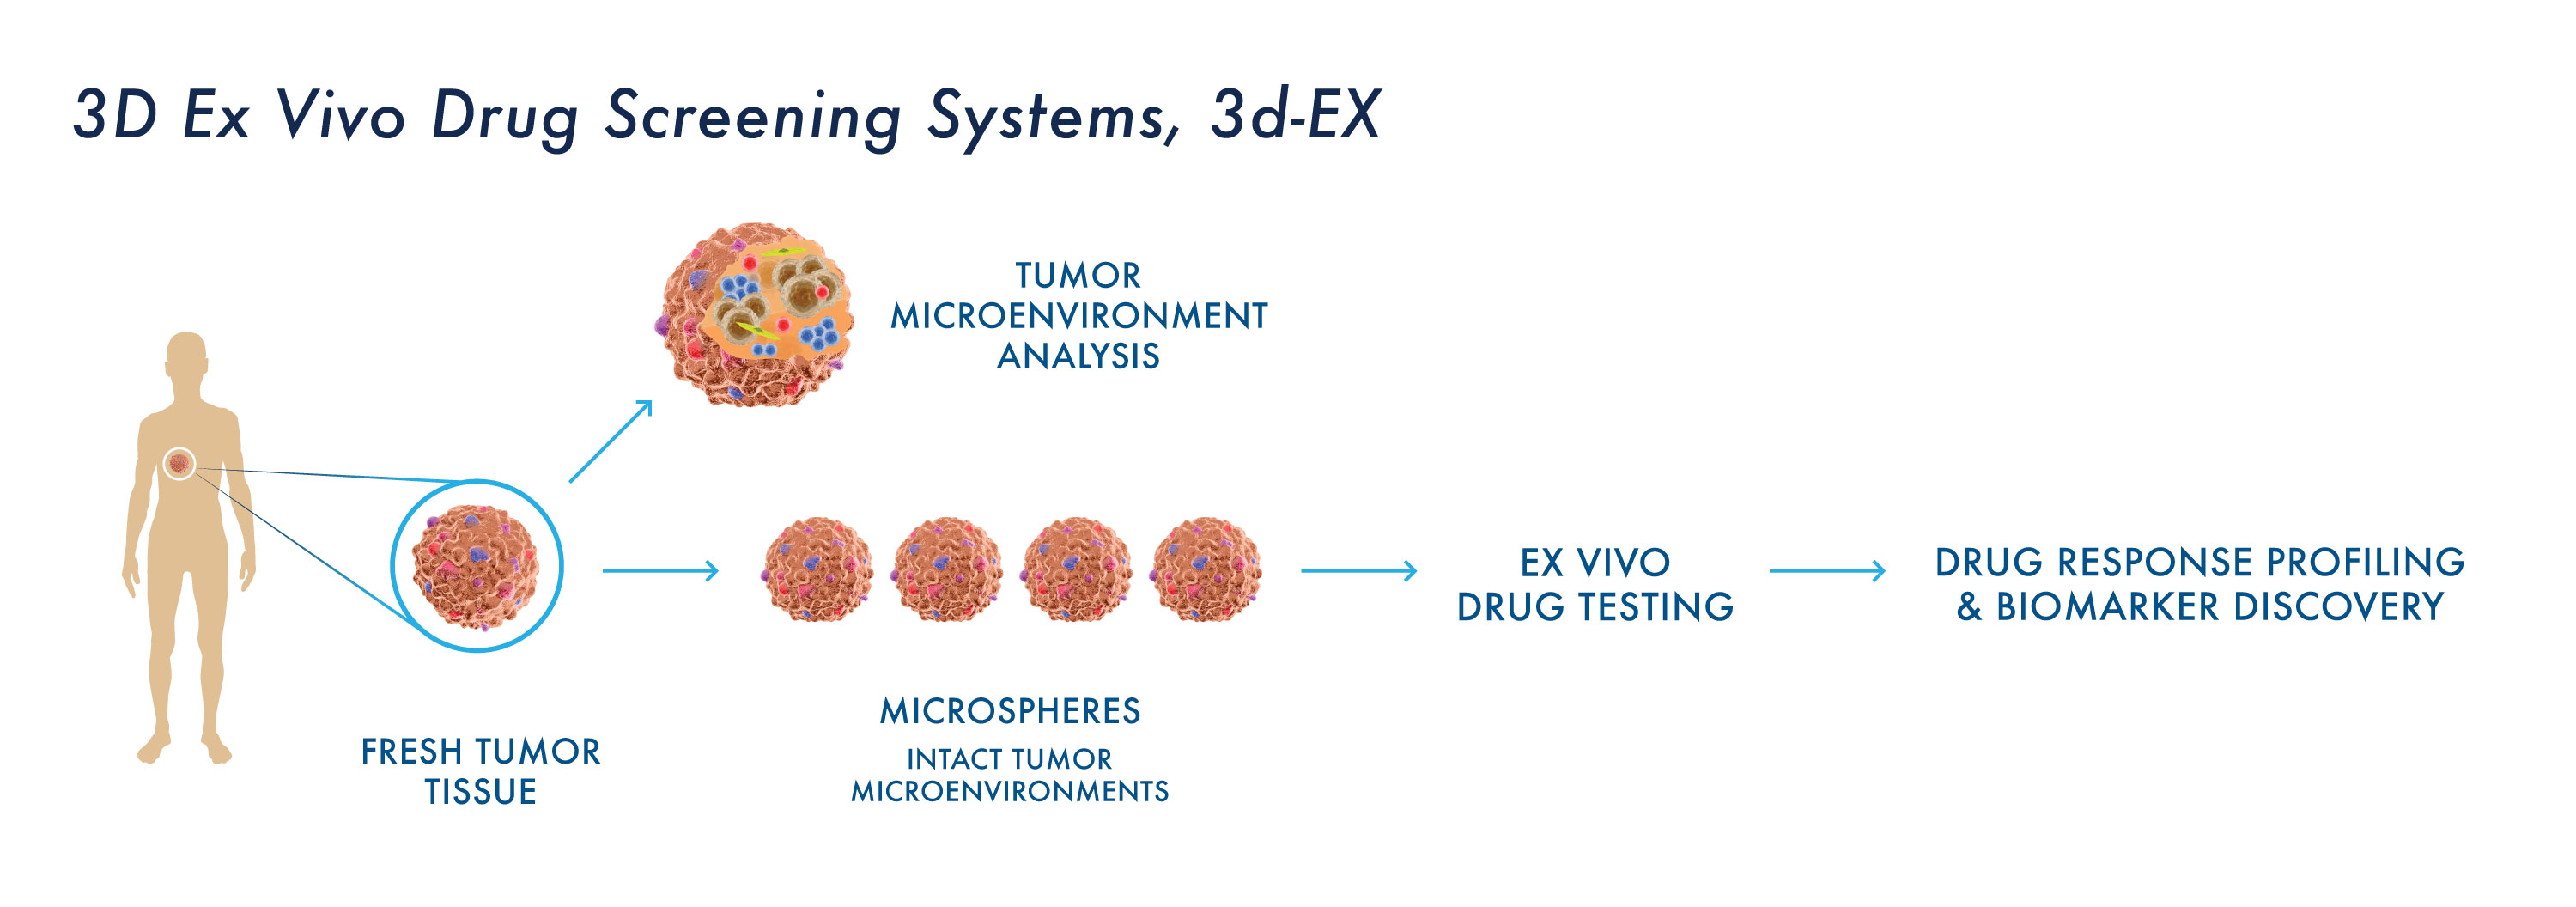 3D Ex Vivo Drug Screening Systems, 3d-EX
TUMOR
MICROENVIRONMENT
ANALYSIS
FRESH TUMOR
TISSUE
MICROSPHERES
INTACT TUMOR
MICROENVIRONMENTS
EX VIVO
DRUG TESTING
DRUG RESPONSE PROFILING
& BIOMARKER DISCOVERY